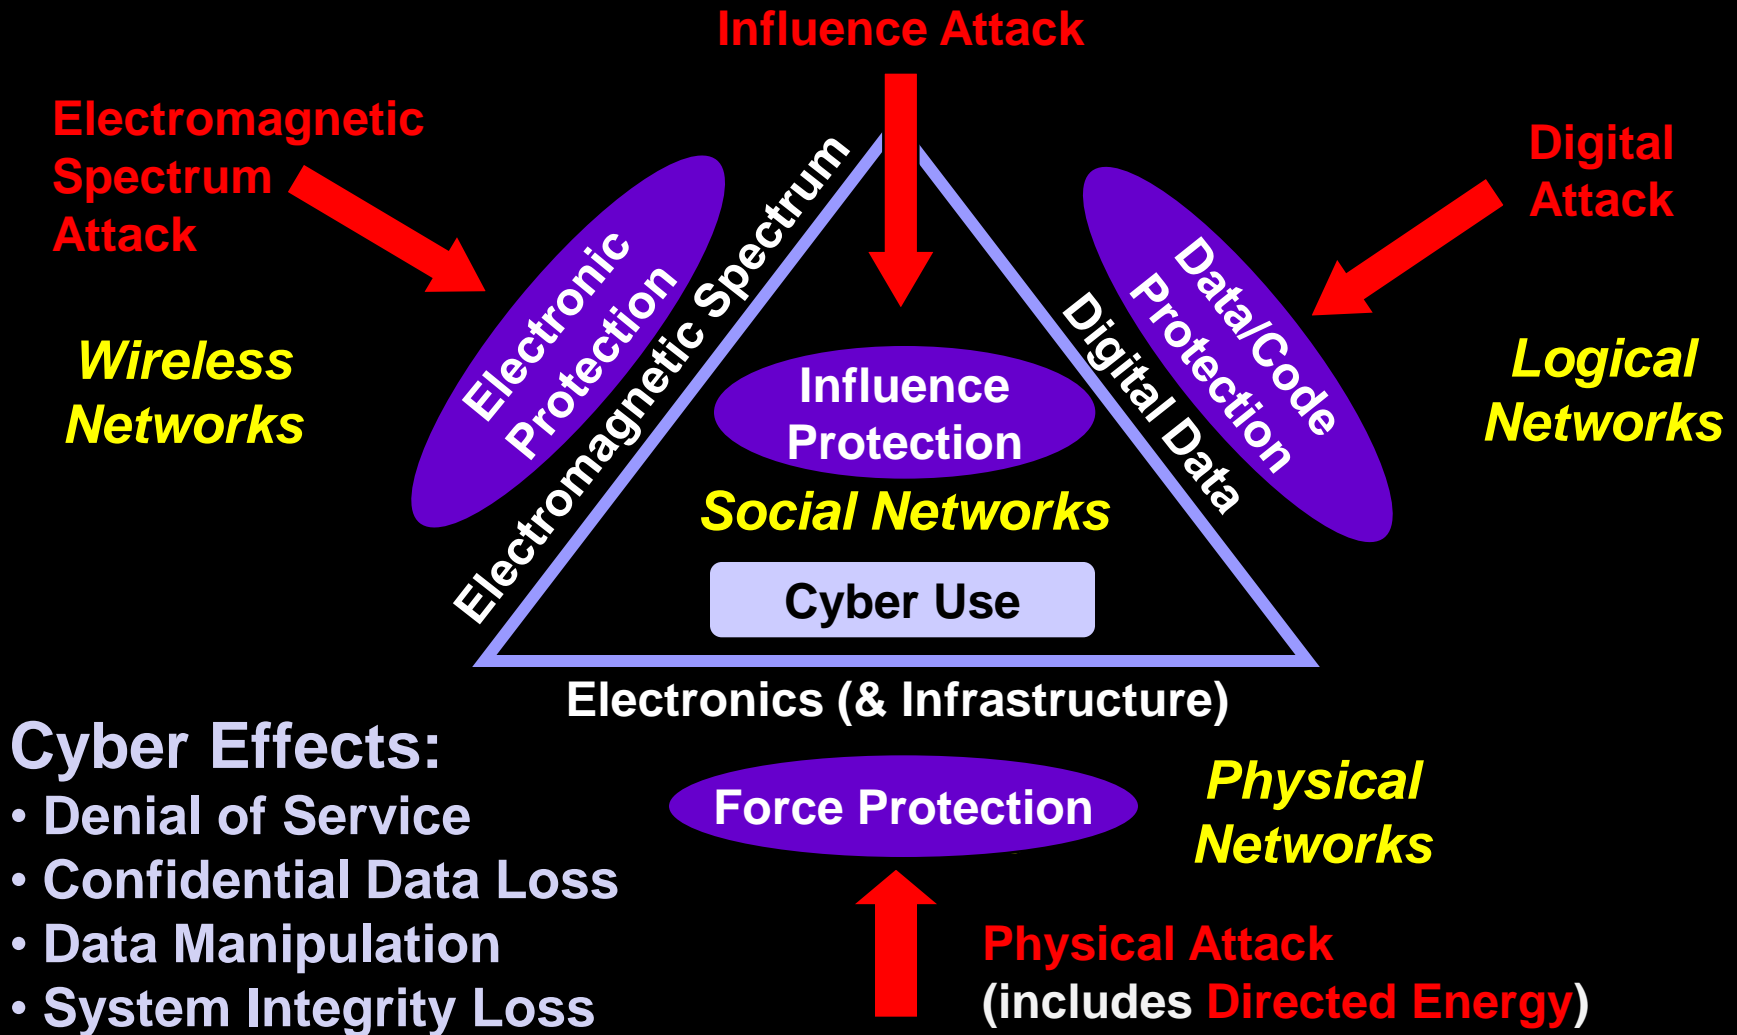 Influence Attack
Electromagnetic
Spectrum
Attack
Digital
Attack
Electronic
Protection
Electromagnetic Spectrum
Data/Code
Protection
Digital Data
Wireless
Networks
Logical
Networks
Influence
Protection
Social Networks
Cyber Use
Electronics (& Infrastructure)
Force Protection
Physical
Networks
Physical Attack
(includes Directed Energy)
Cyber Effects:
• Denial of Service
• Confidential Data Loss
• Data Manipulation
• System Integrity Loss